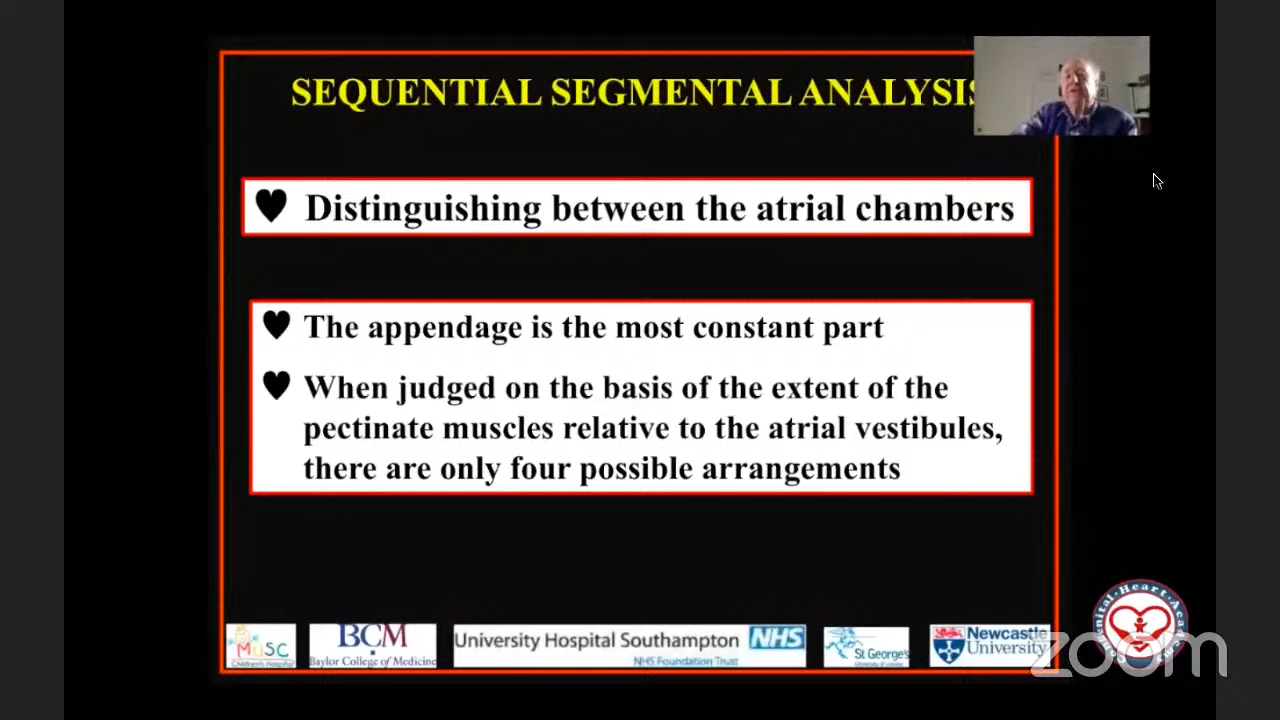 SEQUENTIAL SEGMENTAL ANALYSIS
Distinguishing between the atrial chambers
The appendage is the most constant part
When judged on the basis of the extent of the
pectinate muscles relative to the atrial vestibules,
there are only four possible arrangements
MUSC
Children's Hospital
BCM
Baylor College of Medicine
University Hospital Southampton NHS
NHS Foundation Trust
St George's
University of London
Newcastle
University
zoom